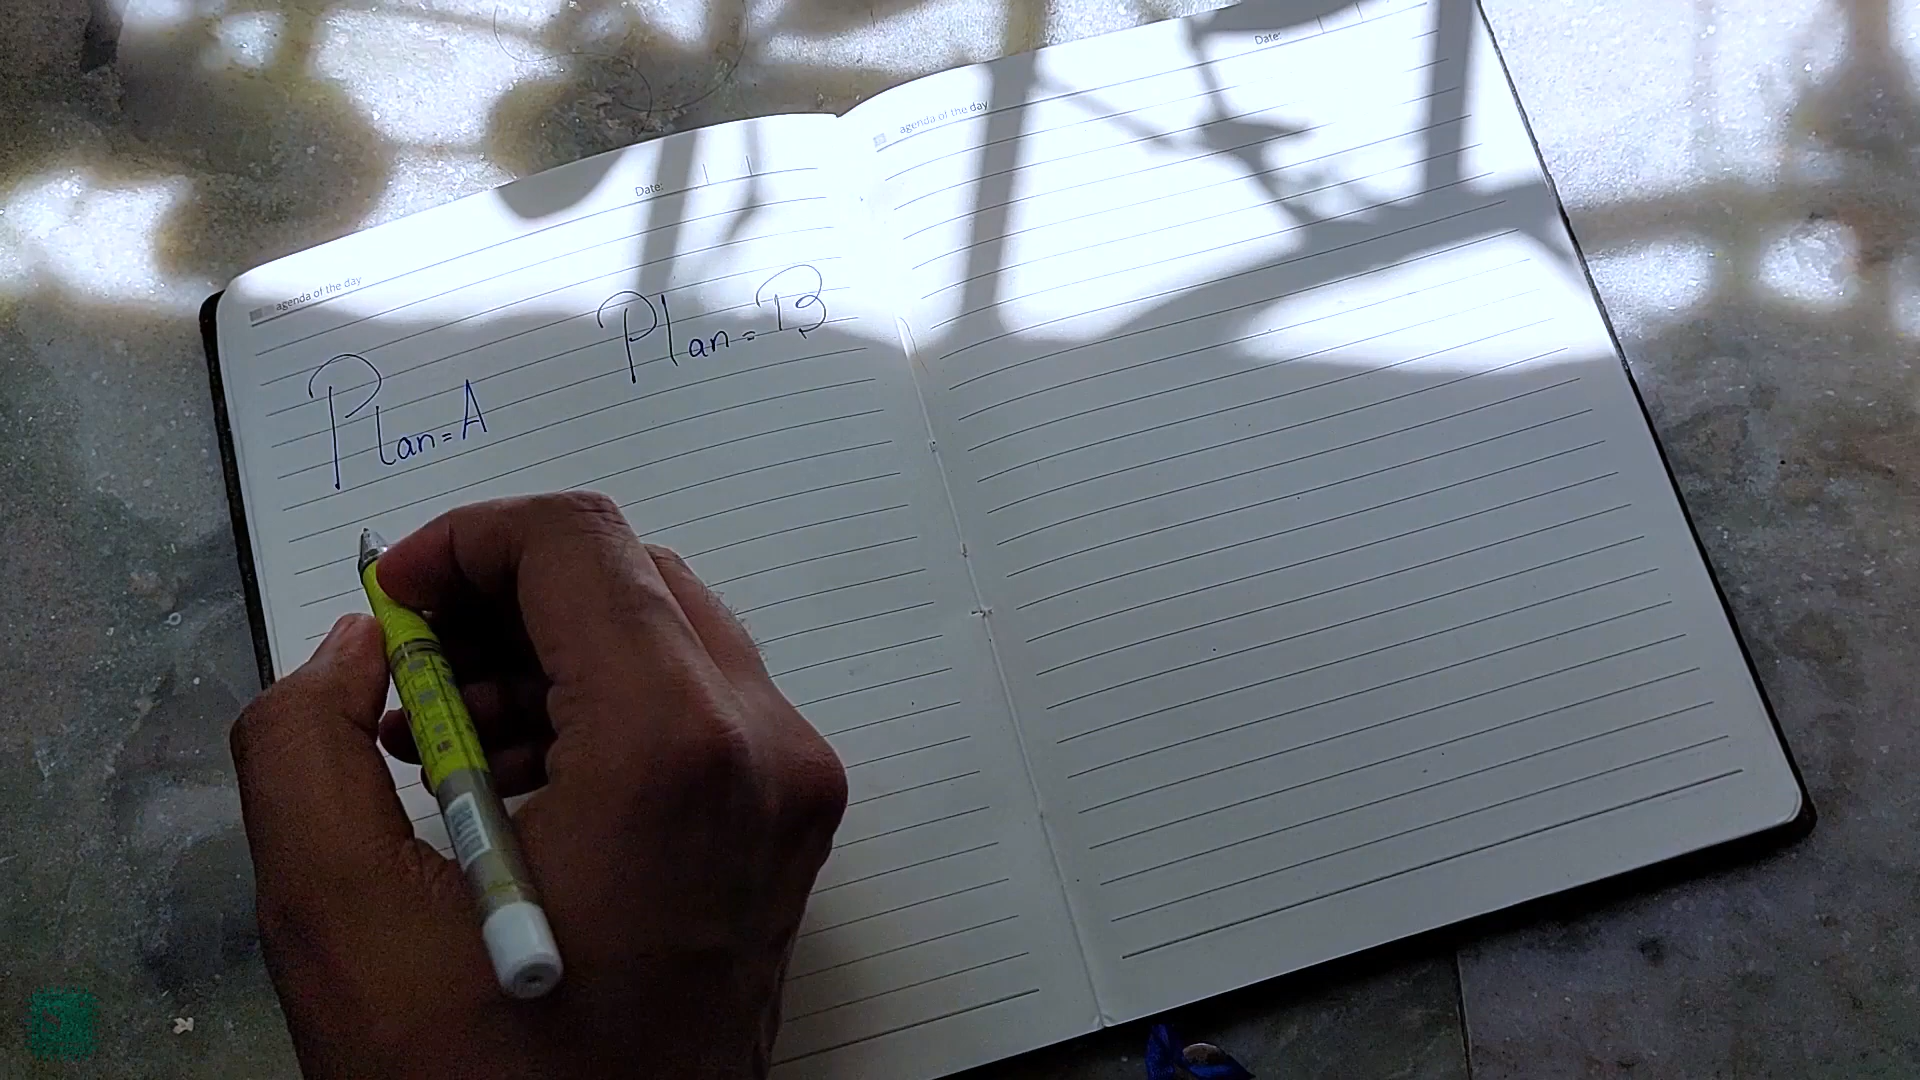 Date:
agenda of the day
Plan=A Plan=B
Date:
agenda of the day